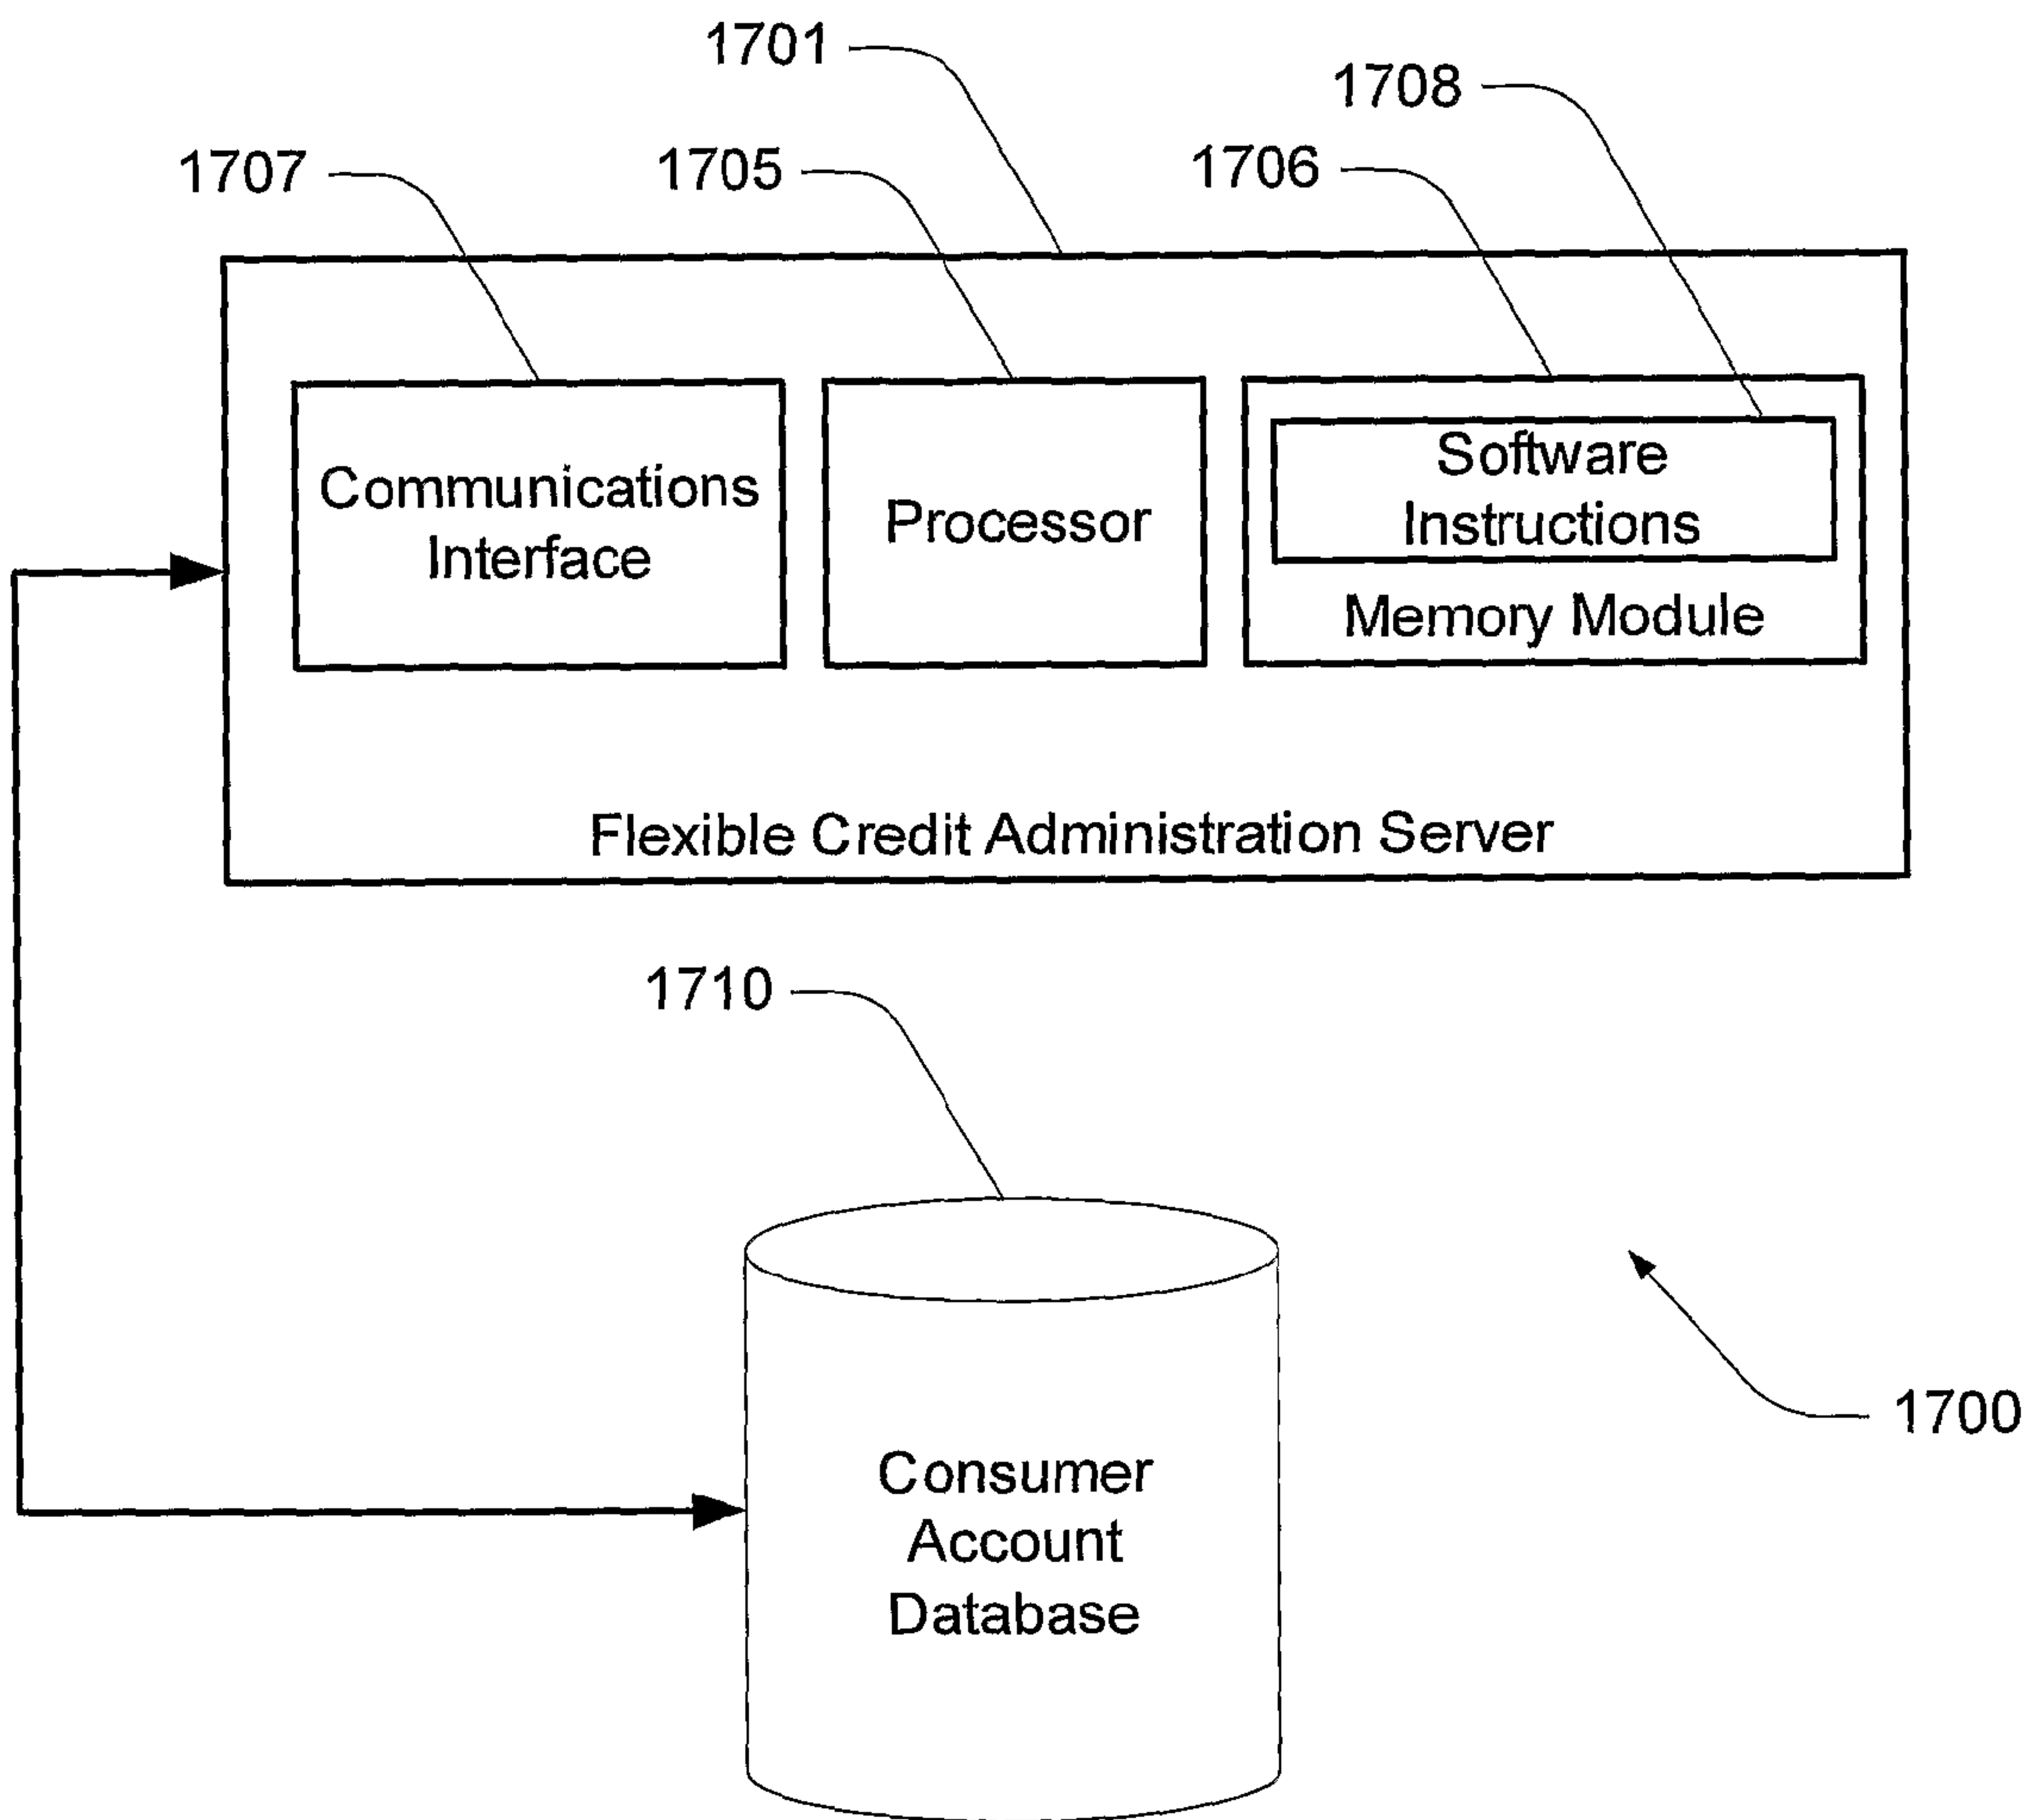 1701
1708
1707
1705
1706
Communications
Interface
Processor
Software
Instructions
Memory Module
Flexible Credit Administration Server
1710
1700
Consumer
Account
Database